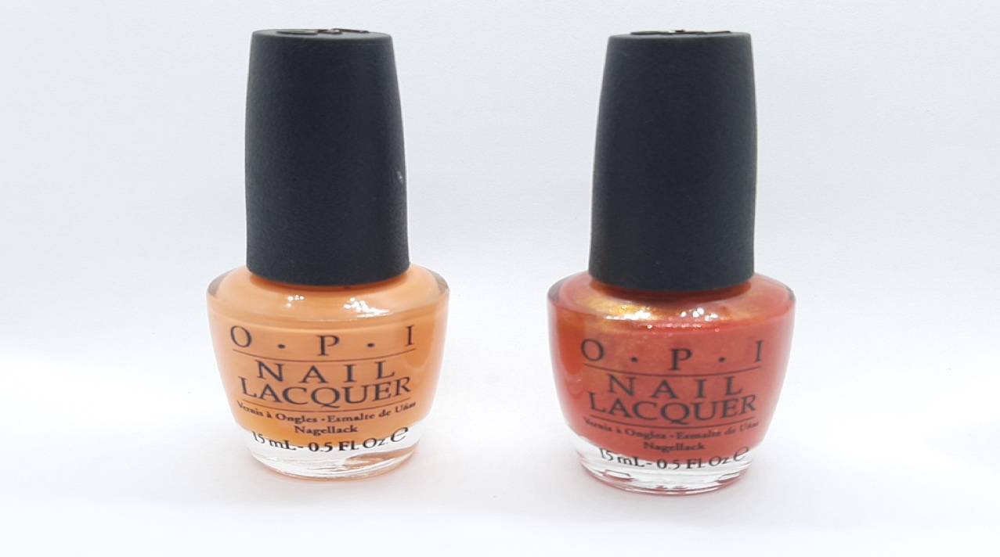 O · P · I
NAIL
LACQUER
Vernis à Ongles · Esmalte de Uñas
Nagellack
15 mL - 0.5 FL Oz. ℮
O · P · I
NAIL
LACQUER
Vernis à Ongles · Esmalte de Uñas
Nagellack
15 mL - 0.5 FL Oz ℮